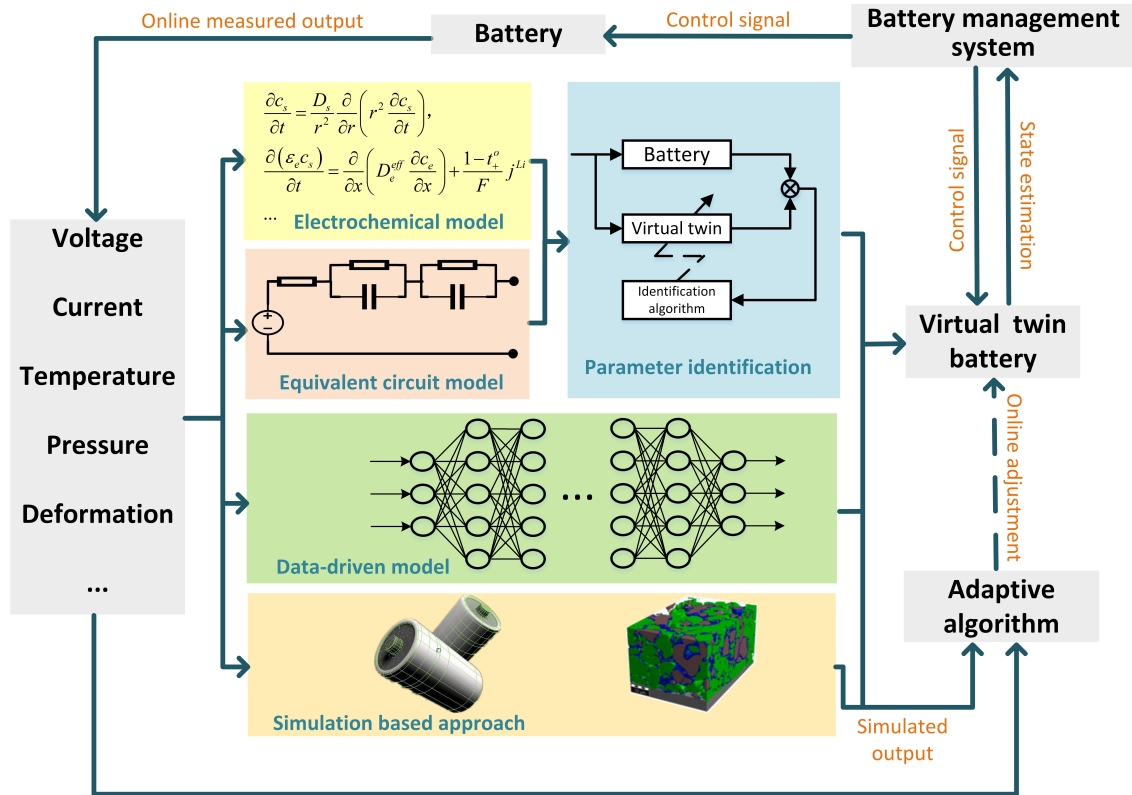 Online measured output
Battery
Control signal
Battery management
system
∂c_s/∂t = D_s/r² ∂/∂r (r² ∂c_s/∂t),
∂(ε_e c_s)/∂t = ∂/∂x (D_e^{eff} ∂c_e/∂x) + (1−t_+^o)/F j^{Li}
...
Electrochemical model
Voltage
Current
Temperature
Pressure
Deformation
...
+
−
Equivalent circuit model
Battery
Virtual twin
Identification
algorithm
Parameter identification
Control signal
State estimation
Virtual twin
battery
Online adjustment
...
Data-driven model
Adaptive
algorithm
Simulation based approach
Simulated
output